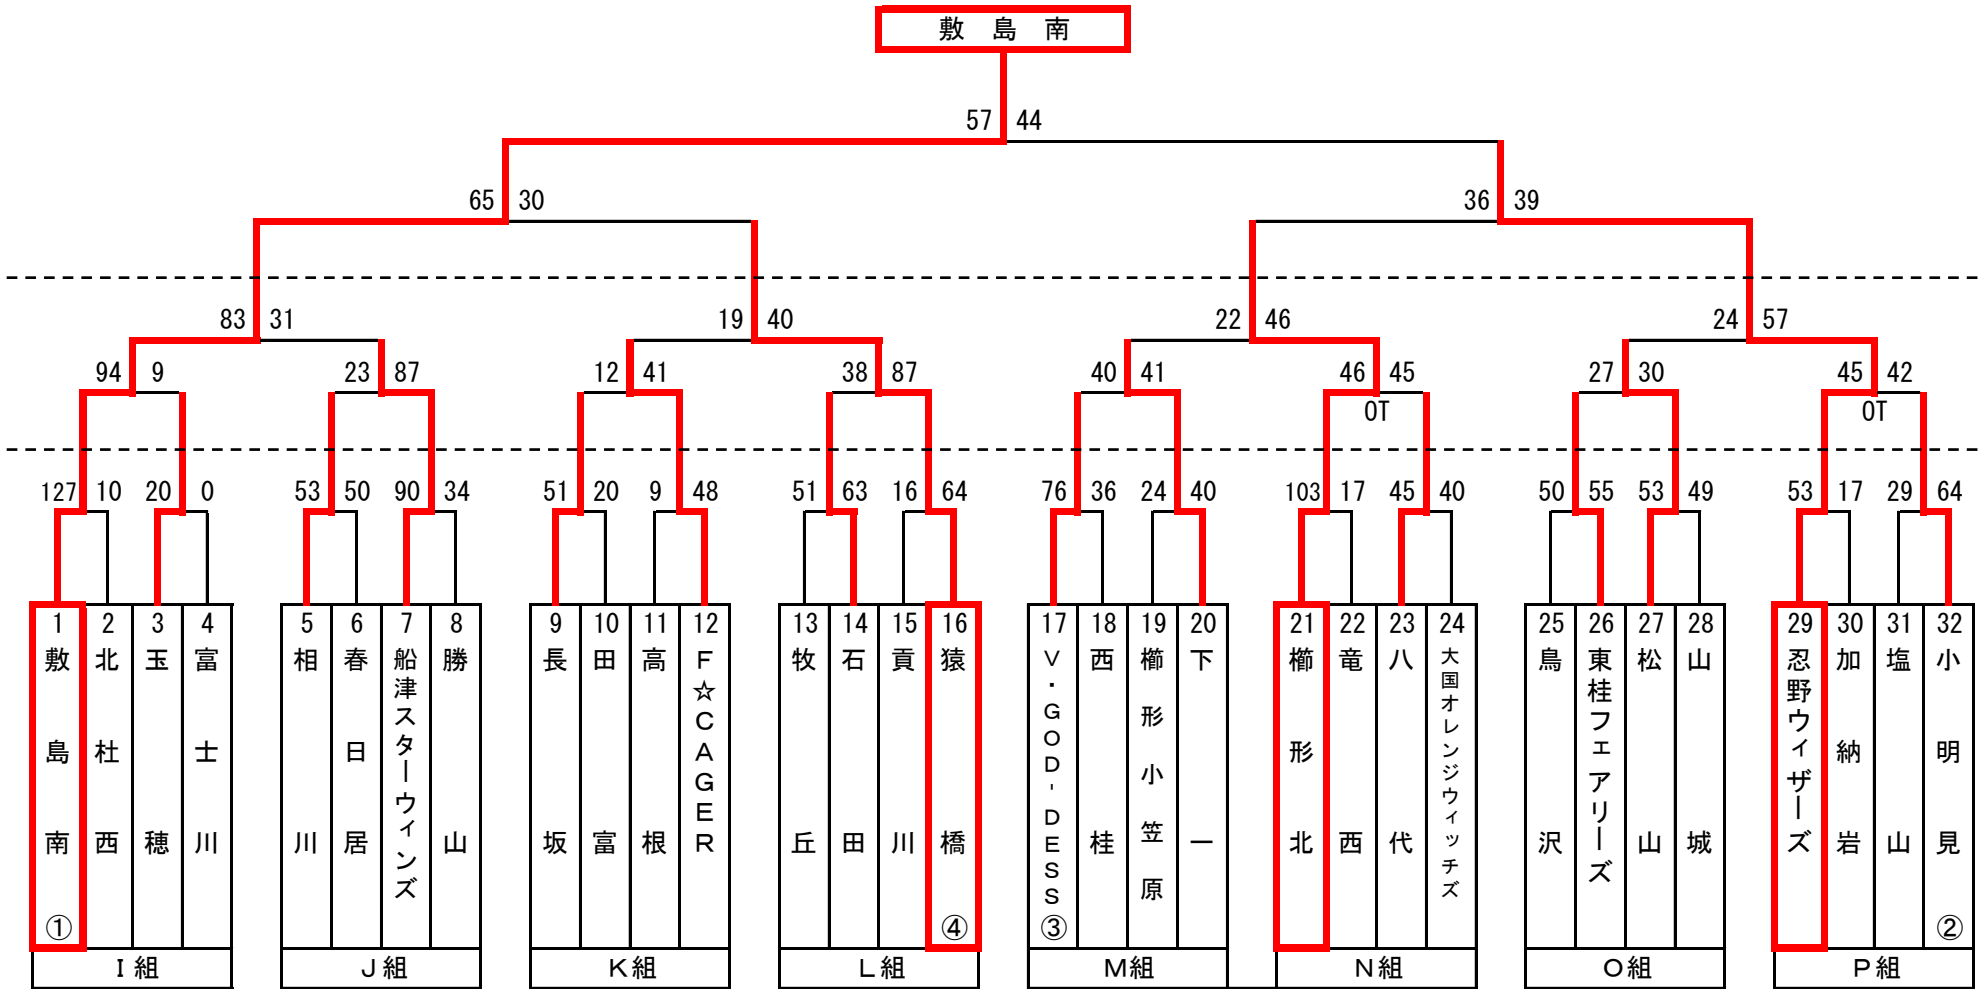 敷島南
57 44
65 30 36 39
83 31 19 40 22 46 24 57
94 9 23 87 12 41 38 87 40 41 46 45 27 30 45 42
OT OT
127 10 20 0 53 50 90 34 51 20 9 48 51 63 16 64 76 36 24 40 103 17 45 40 50 55 53 49 53 17 29 64
1 敷島南 ①
2 北杜西
3 玉穂
4 富士川
5 相川
6 春日居
7 船津スターウィンズ
8 勝山
9 長坂
10 田富
11 高根
12 F☆CAGER
13 牧丘
14 石田
15 貢川
16 猿橋 ④
17 V・GOD'DESS ③
18 西桂
19 櫛形小笠原
20 下一
21 櫛形北
22 竜西
23 八代
24 大国オレンジウィッチズ
25 鳥沢
26 東桂フェアリーズ
27 松山
28 山城
29 忍野ウィザーズ
30 加納岩
31 塩山
32 小明見 ②
I組 J組 K組 L組 M組 N組 O組 P組